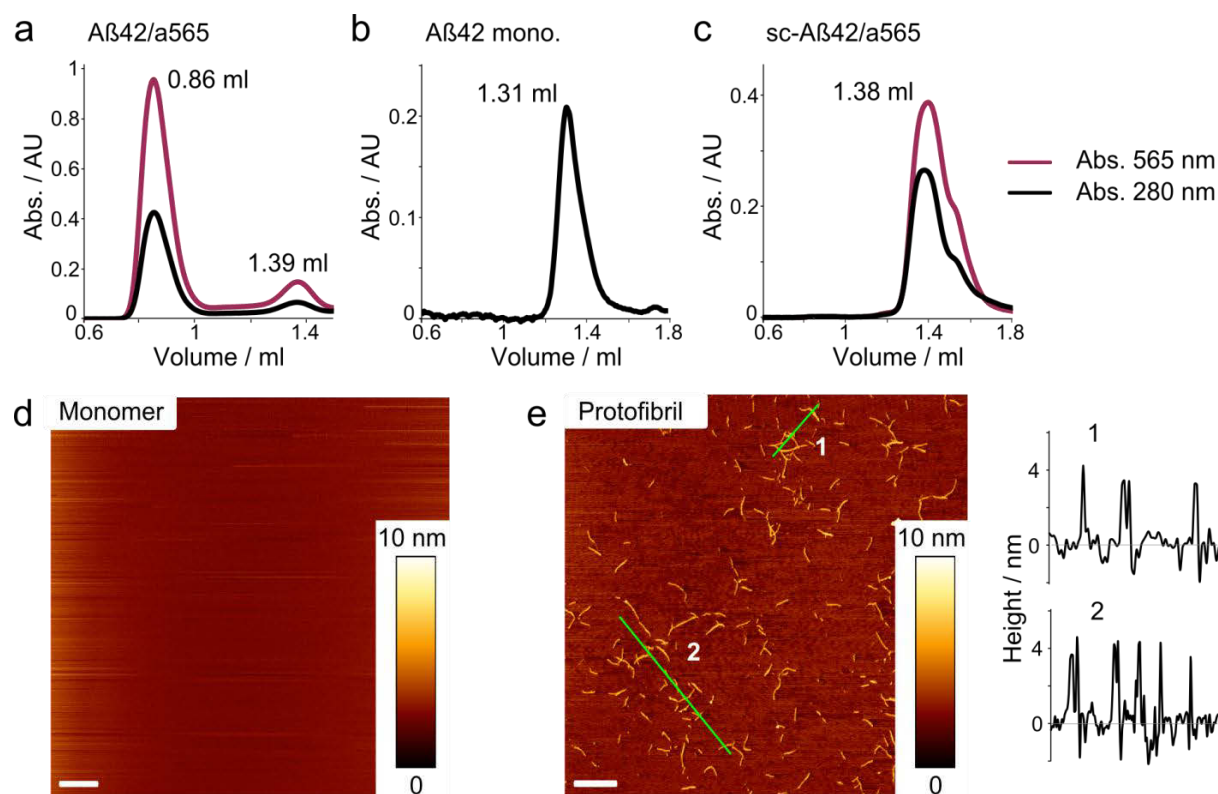 a Aß42/a565
b Aß42 mono.
c sc-Aß42/a565
Abs. / AU
1
0.8
0.6
0.4
0.2
0
0.86 ml
1.39 ml
0.6 1 1.4
Volume / ml
Abs. / AU
0.2
0.1
0
1.31 ml
0.6 1 1.4 1.8
Volume / ml
Abs. / AU
0.4
0.2
0
1.38 ml
0.6 1 1.4 1.8
Volume / ml
Abs. 565 nm
Abs. 280 nm
d Monomer
10 nm
0
e Protofibril
1
2
10 nm
0
Height / nm
1
4
0
2
4
0